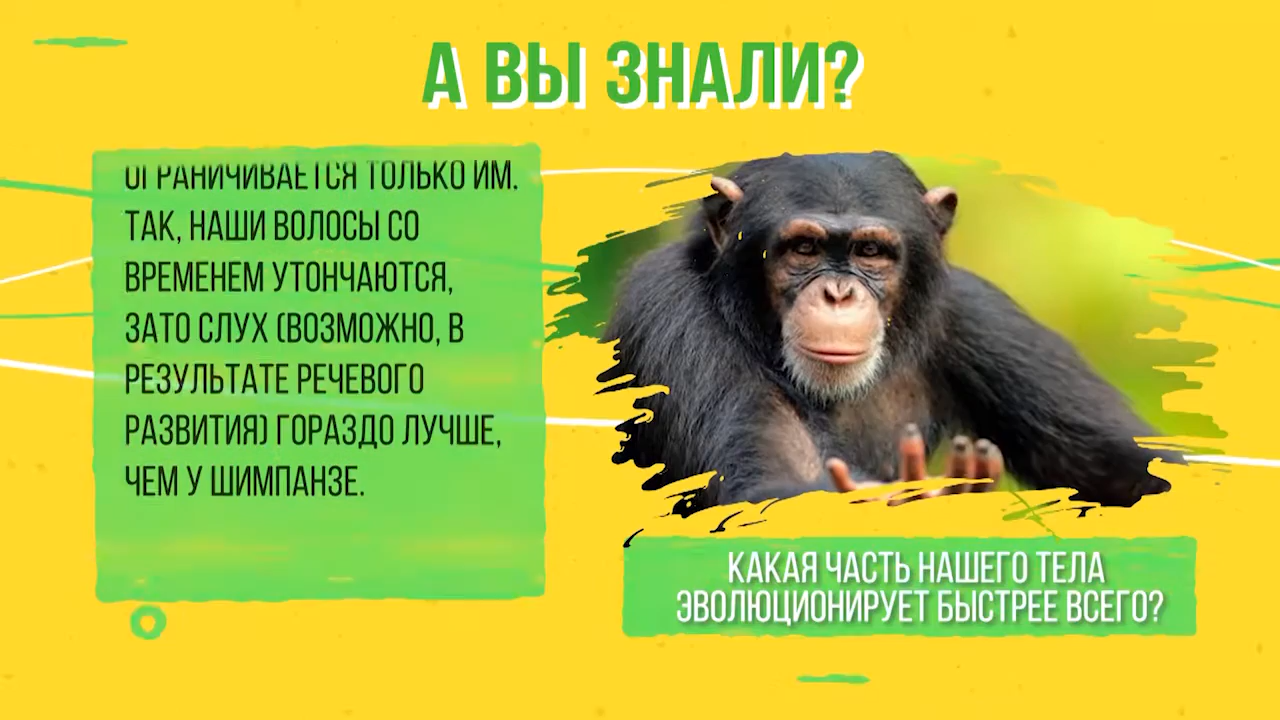 А ВЫ ЗНАЛИ?
ОГРАНИЧИВАЕТСЯ ТОЛЬКО ИМ.
ТАК, НАШИ ВОЛОСЫ СО
ВРЕМЕНЕМ УТОНЧАЮТСЯ,
ЗАТО СЛУХ (ВОЗМОЖНО, В
РЕЗУЛЬТАТЕ РЕЧЕВОГО
РАЗВИТИЯ) ГОРАЗДО ЛУЧШЕ,
ЧЕМ У ШИМПАНЗЕ.
КАКАЯ ЧАСТЬ НАШЕГО ТЕЛА
ЭВОЛЮЦИОНИРУЕТ БЫСТРЕЕ ВСЕГО?